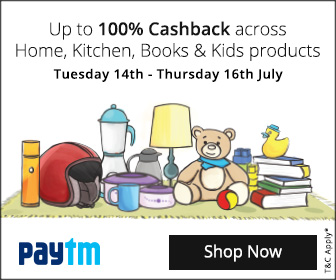 Up to 100% Cashback across
Home, Kitchen, Books & Kids products
Tuesday 14th - Thursday 16th July
paytm
Shop Now
T&C Apply*